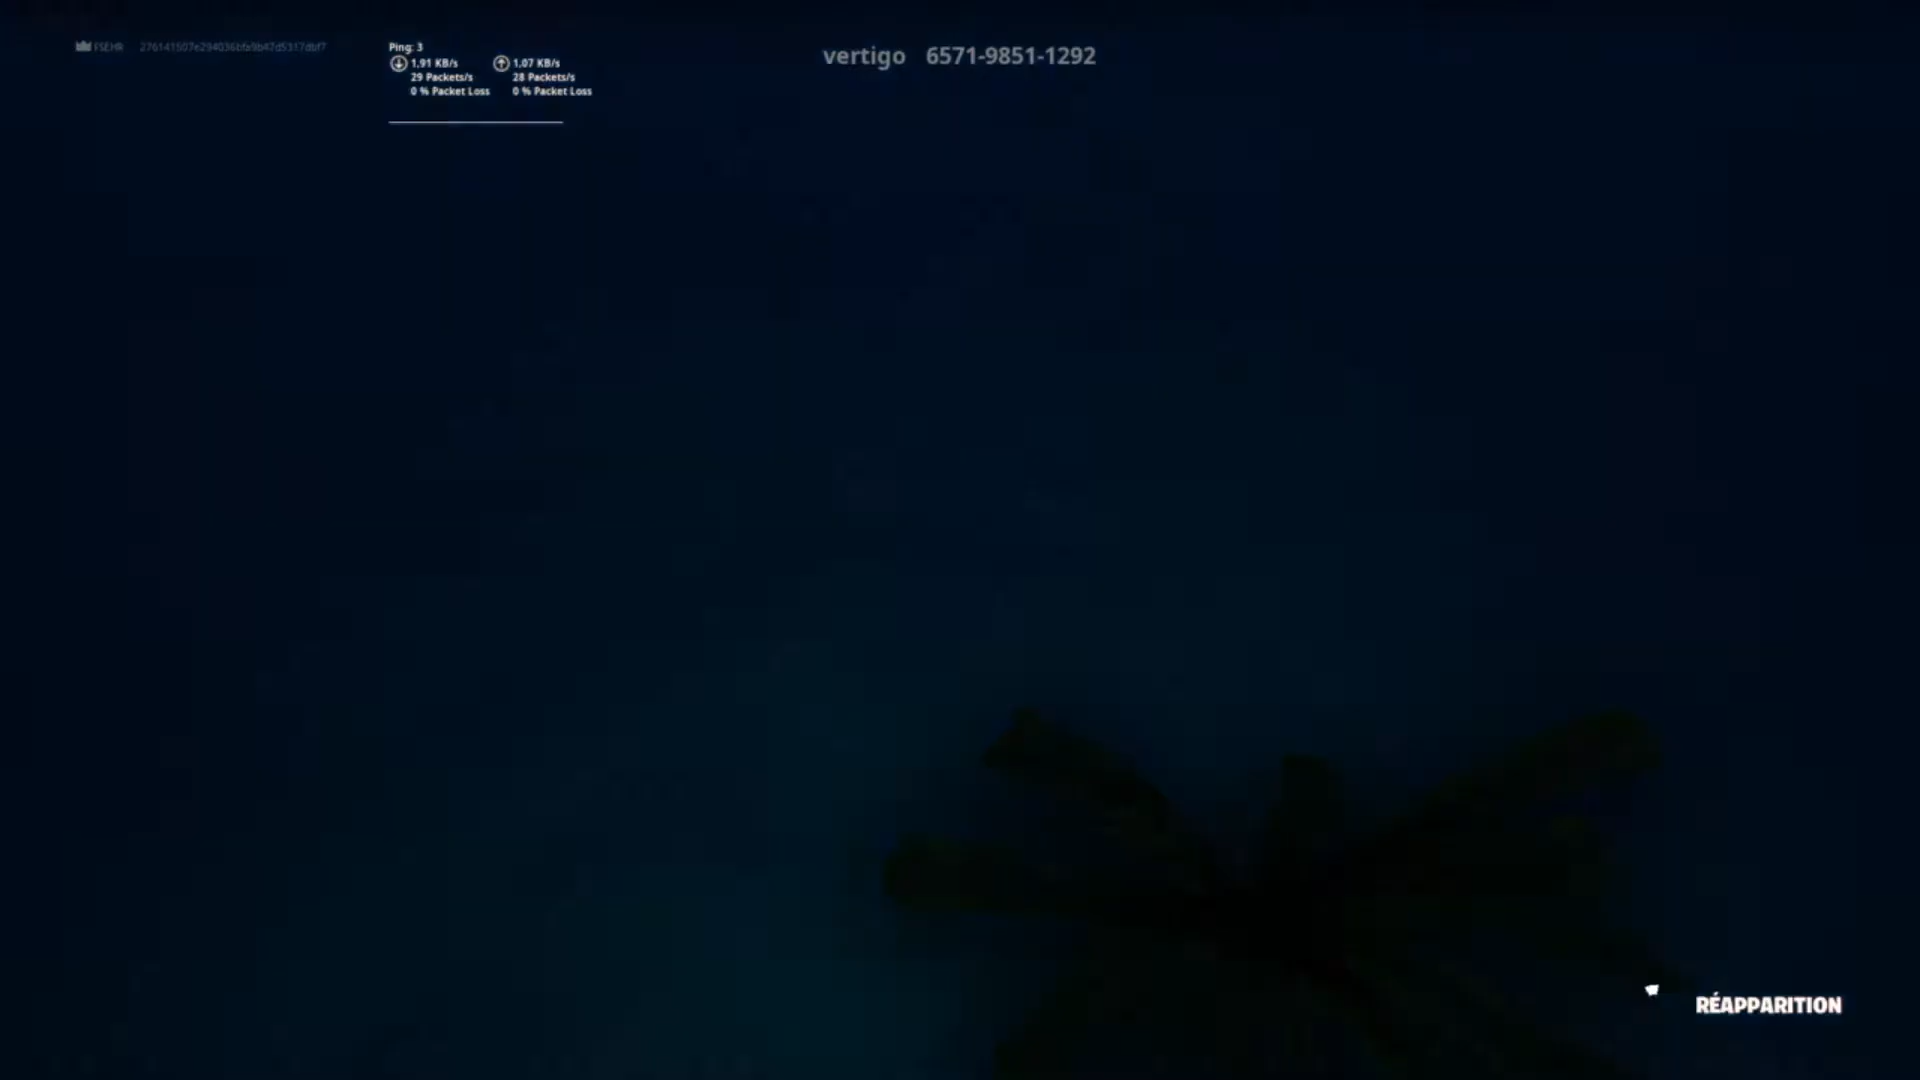 FSEHR
Ping: 3
1,91 KB/s 1,07 KB/s
29 Packets/s 28 Packets/s
0 % Packet Loss 0 % Packet Loss
vertigo 6571-9851-1292
RÉAPPARITION